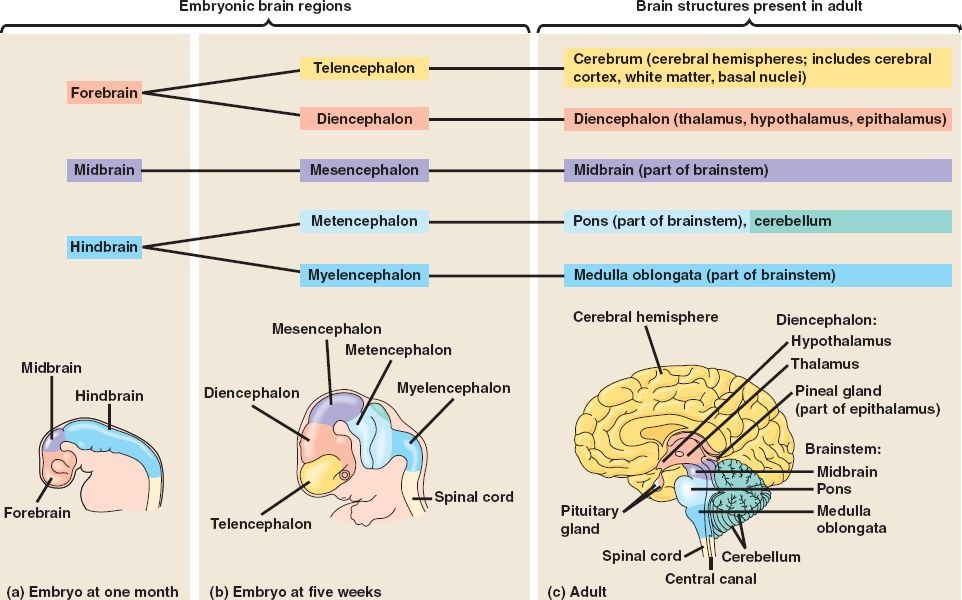 Embryonic brain regions
Brain structures present in adult
Forebrain
Telencephalon
Cerebrum (cerebral hemispheres; includes cerebral
cortex, white matter, basal nuclei)
Diencephalon
Diencephalon (thalamus, hypothalamus, epithalamus)
Midbrain
Mesencephalon
Midbrain (part of brainstem)
Hindbrain
Metencephalon
Pons (part of brainstem), cerebellum
Myelencephalon
Medulla oblongata (part of brainstem)
Midbrain
Hindbrain
Forebrain
(a) Embryo at one month
Mesencephalon
Metencephalon
Diencephalon
Myelencephalon
Spinal cord
Telencephalon
(b) Embryo at five weeks
Cerebral hemisphere
Diencephalon:
Hypothalamus
Thalamus
Pineal gland
(part of epithalamus)
Brainstem:
Midbrain
Pons
Medulla
oblongata
Pituitary
gland
Spinal cord
Cerebellum
Central canal
(c) Adult